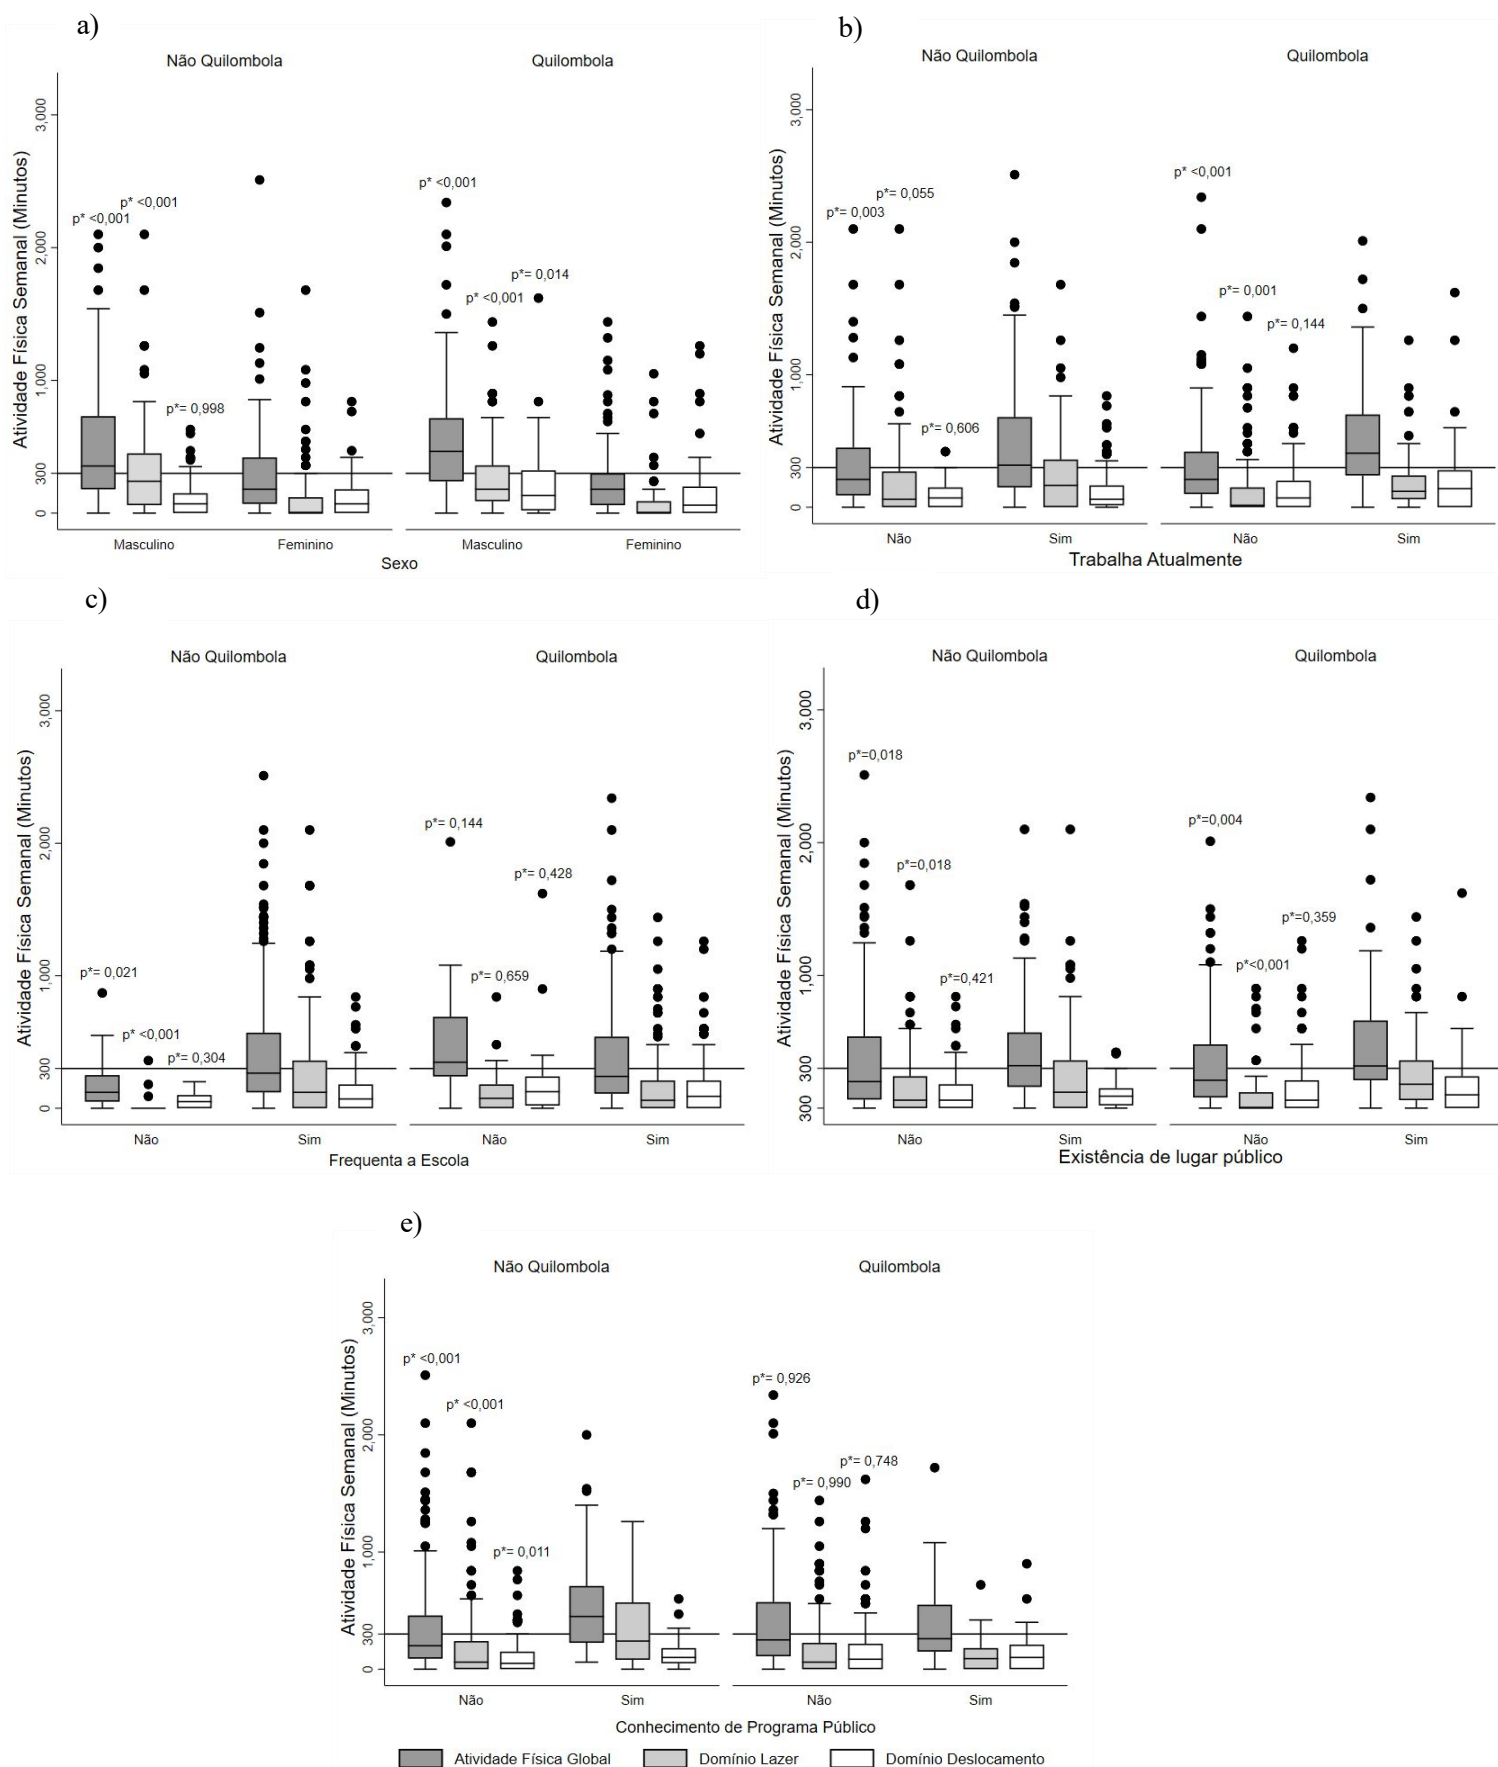 a)
Não Quilombola
Quilombola
Atividade Física Semanal (Minutos)
3,000
2,000
1,000
300
0
p* <0,001
p* <0,001
p*= 0,998
p* <0,001
p* <0,001
p*= 0,014
Masculino
Feminino
Masculino
Feminino
Sexo
b)
Não Quilombola
Quilombola
Atividade Física Semanal (Minutos)
3,000
2,000
1,000
300
0
p*= 0,003
p*= 0,055
p*= 0,606
p* <0,001
p*= 0,001
p*= 0,144
Não
Sim
Não
Sim
Trabalha Atualmente
c)
Não Quilombola
Quilombola
Atividade Física Semanal (Minutos)
3,000
2,000
1,000
300
0
p*= 0,021
p* <0,001
p*= 0,304
p*= 0,144
p*= 0,659
p*= 0,428
Não
Sim
Não
Sim
Frequenta a Escola
d)
Não Quilombola
Quilombola
Atividade Física Semanal (Minutos)
3,000
2,000
1,000
300
300
p*=0,018
p*=0,018
p*=0,421
p*=0,004
p*<0,001
p*=0,359
Não
Sim
Não
Sim
Existência de lugar público
e)
Não Quilombola
Quilombola
Atividade Física Semanal (Minutos)
3,000
2,000
1,000
300
0
p* <0,001
p* <0,001
p*= 0,011
p*= 0,926
p*= 0,990
p*= 0,748
Não
Sim
Não
Sim
Conhecimento de Programa Público
Atividade Física Global
Domínio Lazer
Domínio Deslocamento